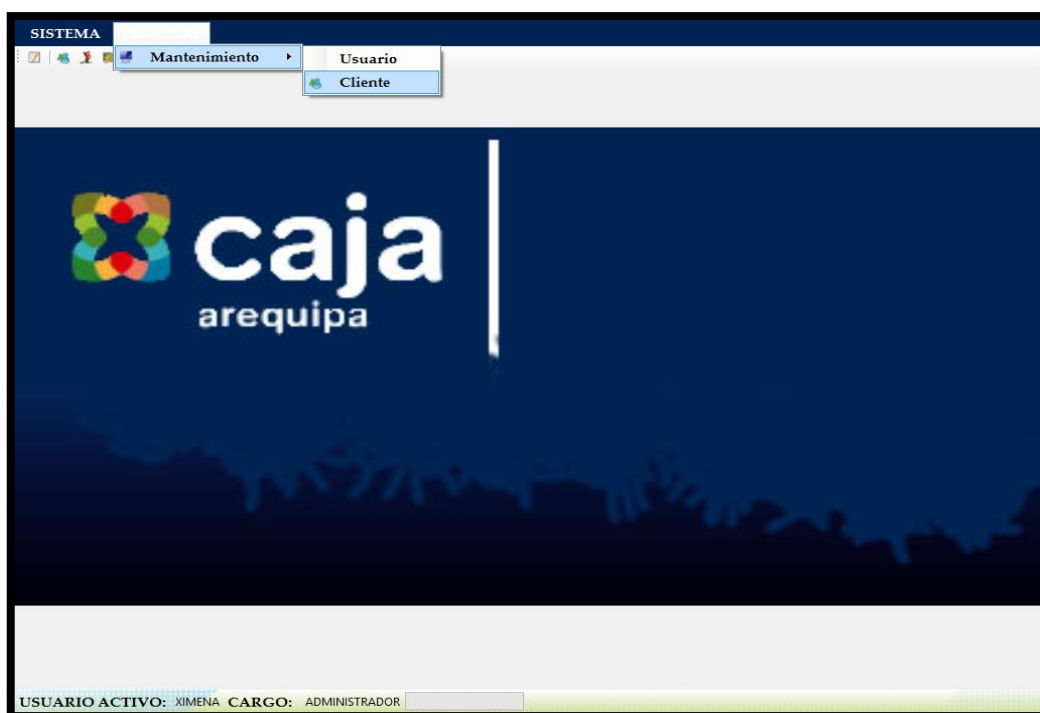 SISTEMA
Mantenimiento
Usuario
Cliente
caja
arequipa
USUARIO ACTIVO: XIMENA CARGO: ADMINISTRADOR